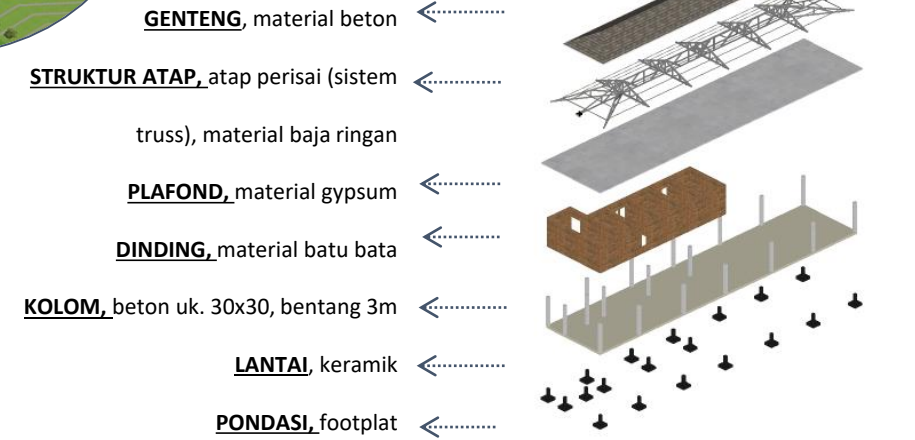 GENTENG, material beton
STRUKTUR ATAP, atap perisai (sistem
truss), material baja ringan
PLAFOND, material gypsum
DINDING, material batu bata
KOLOM, beton uk. 30x30, bentang 3m
LANTAI, keramik
PONDASI, footplat